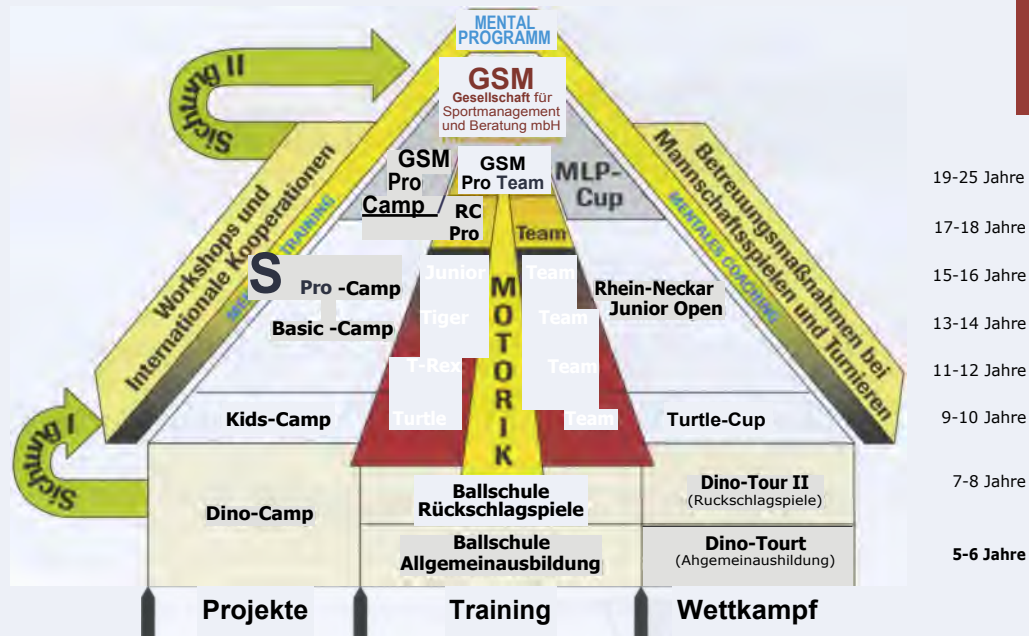 MENTAL
PROGRAMM
GSM
Gesellschaft für
Sportmanagement
und Beratung mbH
Sichtung II
Workshops und
Internationale Kooperationen
TRAINING
Betreuungsmaßnahmen bei
Mannschaftsspielen und Turnieren
MENTALES COACHING
GSM
Pro
Camp
GSM
Pro Team
MLP-
Cup
19-25 Jahre
RC
Pro
Team
17-18 Jahre
S Pro -Camp
Junior Team
Rhein-Neckar
Junior Open
15-16 Jahre
Basic -Camp
Tiger Team
13-14 Jahre
T-Rex Team
11-12 Jahre
MOTORIK
Kids-Camp
Turtle Team
Turtle-Cup
9-10 Jahre
Sichtung I
Dino-Camp
Ballschule
Rückschlagspiele
Dino-Tour II
(Ruckschlagspiele)
7-8 Jahre
Ballschule
Allgemeinausbildung
Dino-Tourt
(Ahgemeinaushildung)
5-6 Jahre
Projekte
Training
Wettkampf